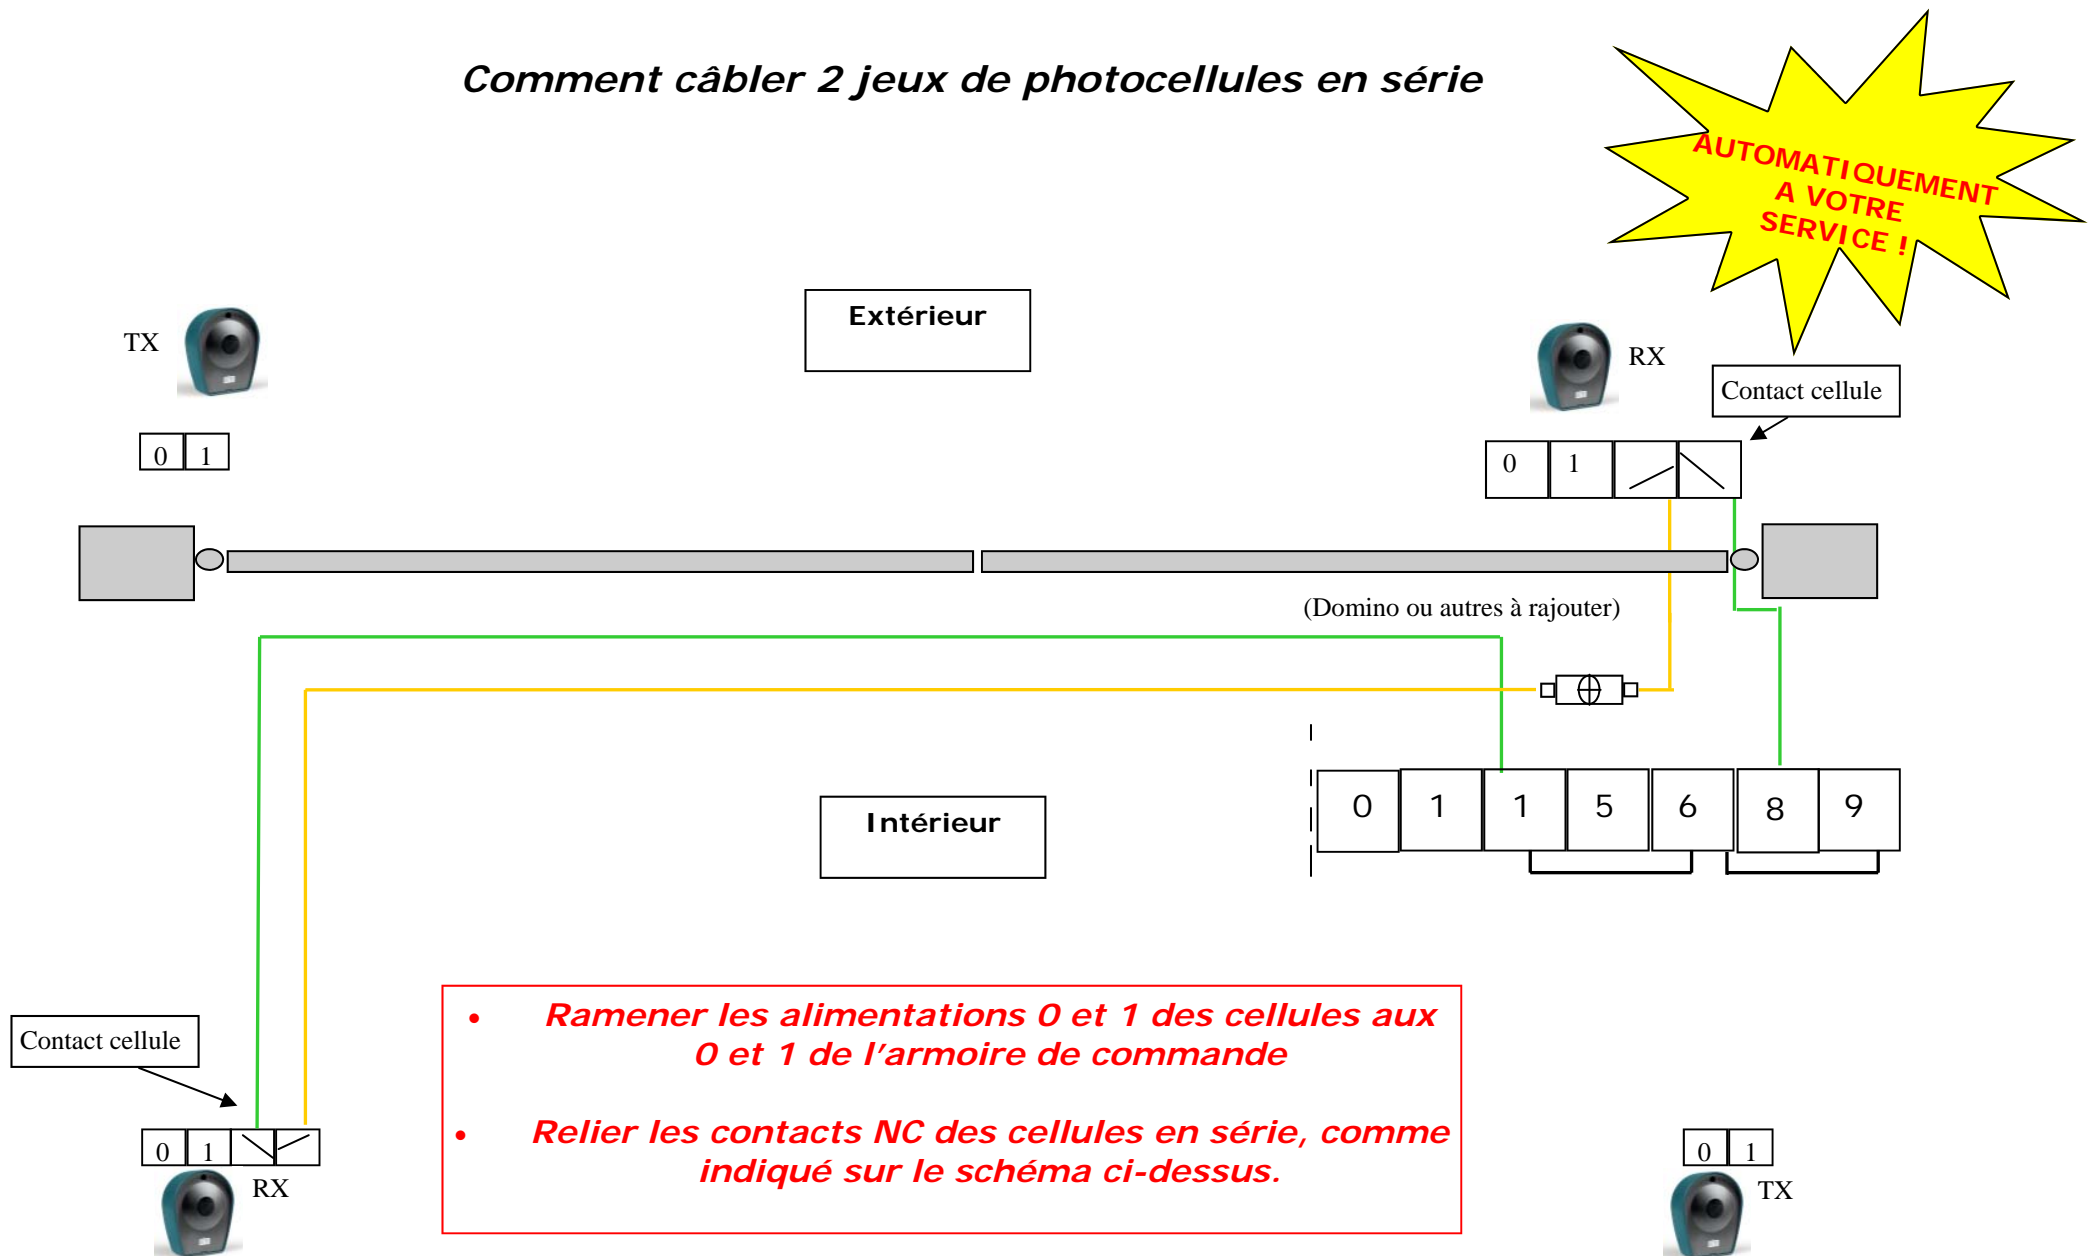 Comment câbler 2 jeux de photocellules en série
AUTOMATIQUEMENT
A VOTRE
SERVICE !
Extérieur
TX
RX
Contact cellule
0 1
0 1
(Domino ou autres à rajouter)
0 1 1 5 6 8 9
Intérieur
• Ramener les alimentations 0 et 1 des cellules aux
0 et 1 de l'armoire de commande
Contact cellule
• Relier les contacts NC des cellules en série, comme
indiqué sur le schéma ci-dessus.
0 1
0 1
RX
TX